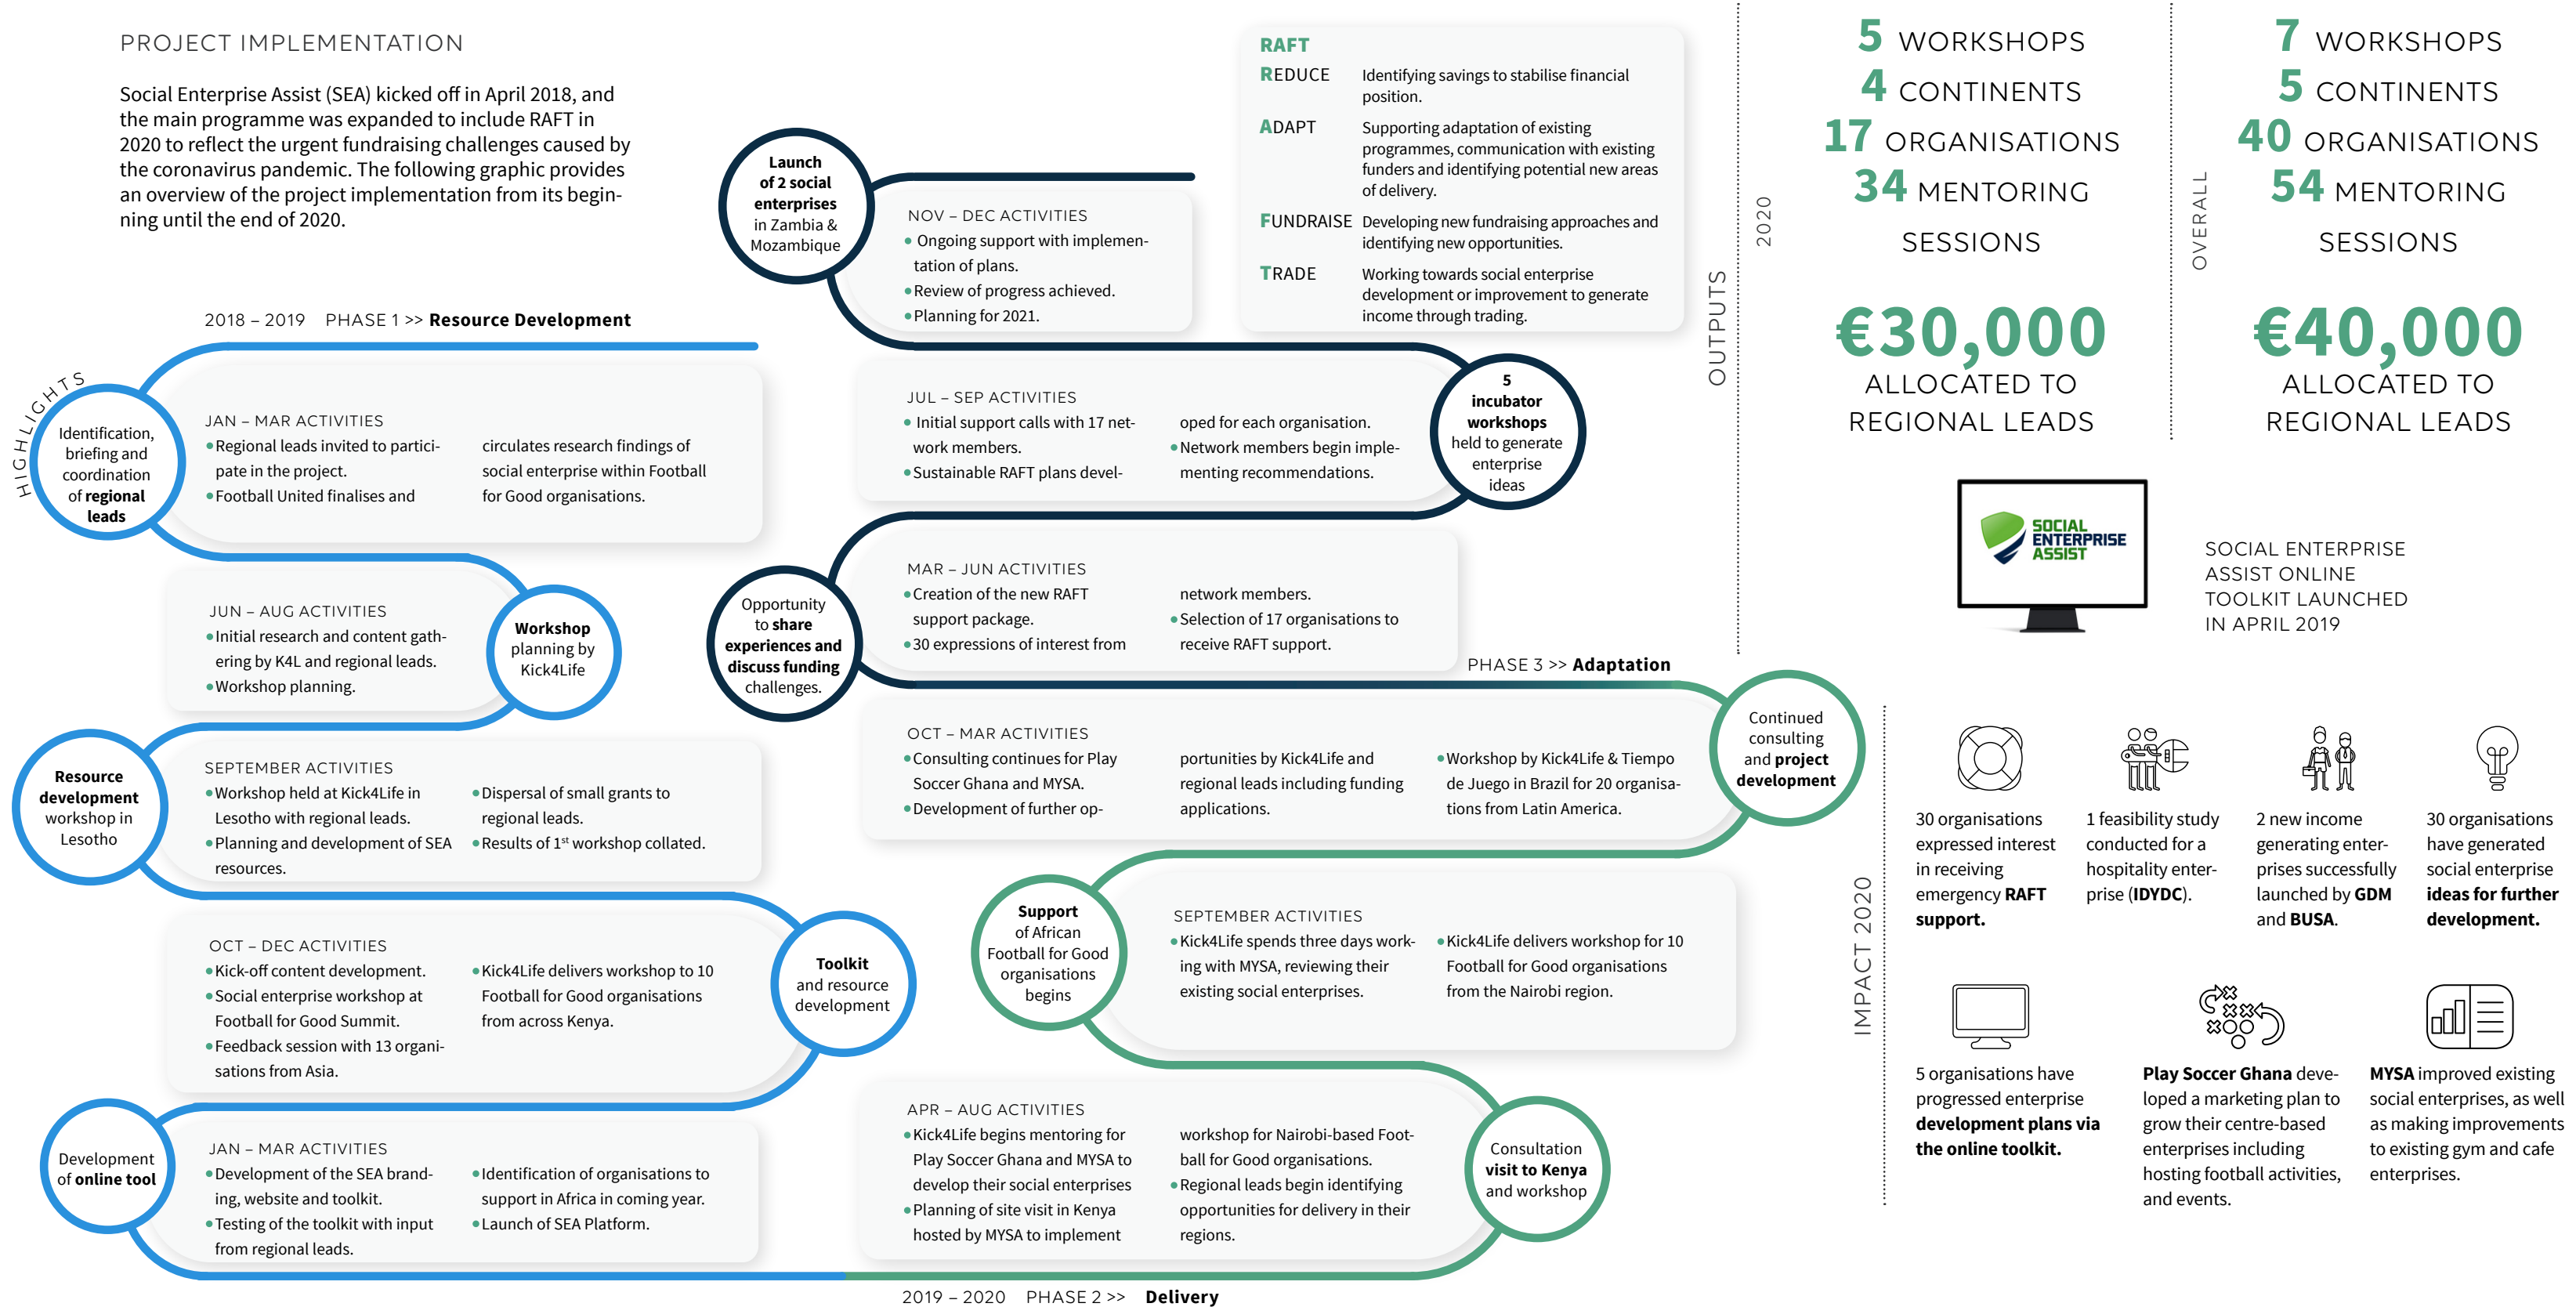 PROJECT IMPLEMENTATION
Social Enterprise Assist (SEA) kicked off in April 2018, and
the main programme was expanded to include RAFT in
2020 to reflect the urgent fundraising challenges caused by
the coronavirus pandemic. The following graphic provides
an overview of the project implementation from its begin-
ning until the end of 2020.
2018 – 2019 PHASE 1 >> Resource Development
HIGHLIGHTS
Identification,
briefing and
coordination
of regional
leads
JAN – MAR ACTIVITIES
Regional leads invited to partici-
pate in the project.
Football United finalises and
circulates research findings of
social enterprise within Football
for Good organisations.
JUN – AUG ACTIVITIES
Initial research and content gath-
ering by K4L and regional leads.
Workshop planning.
Workshop
planning by
Kick4Life
Resource
development
workshop in
Lesotho
SEPTEMBER ACTIVITIES
Workshop held at Kick4Life in
Lesotho with regional leads.
Planning and development of SEA
resources.
Dispersal of small grants to
regional leads.
Results of 1st workshop collated.
OCT – DEC ACTIVITIES
Kick-off content development.
Social enterprise workshop at
Football for Good Summit.
Feedback session with 13 organi-
sations from Asia.
Kick4Life delivers workshop to 10
Football for Good organisations
from across Kenya.
Toolkit
and resource
development
Development
of online tool
JAN – MAR ACTIVITIES
Development of the SEA brand-
ing, website and toolkit.
Testing of the toolkit with input
from regional leads.
Identification of organisations to
support in Africa in coming year.
Launch of SEA Platform.
2019 – 2020 PHASE 2 >> Delivery
APR – AUG ACTIVITIES
Kick4Life begins mentoring for
Play Soccer Ghana and MYSA to
develop their social enterprises
Planning of site visit in Kenya
hosted by MYSA to implement
workshop for Nairobi-based Foot-
ball for Good organisations.
Regional leads begin identifying
opportunities for delivery in their
regions.
Consultation
visit to Kenya
and workshop
Support
of African
Football for Good
organisations
begins
SEPTEMBER ACTIVITIES
Kick4Life spends three days work-
ing with MYSA, reviewing their
existing social enterprises.
Kick4Life delivers workshop for 10
Football for Good organisations
from the Nairobi region.
OCT – MAR ACTIVITIES
Consulting continues for Play
Soccer Ghana and MYSA.
Development of further op-
portunities by Kick4Life and
regional leads including funding
applications.
Workshop by Kick4Life & Tiempo
de Juego in Brazil for 20 organisa-
tions from Latin America.
Continued
consulting
and project
development
PHASE 3 >> Adaptation
Opportunity
to share
experiences and
discuss funding
challenges.
MAR – JUN ACTIVITIES
Creation of the new RAFT
support package.
30 expressions of interest from
network members.
Selection of 17 organisations to
receive RAFT support.
JUL – SEP ACTIVITIES
Initial support calls with 17 net-
work members.
Sustainable RAFT plans devel-
oped for each organisation.
Network members begin imple-
menting recommendations.
5
incubator
workshops
held to generate
enterprise
ideas
Launch
of 2 social
enterprises
in Zambia &
Mozambique
NOV – DEC ACTIVITIES
Ongoing support with implemen-
tation of plans.
Review of progress achieved.
Planning for 2021.
RAFT
REDUCE Identifying savings to stabilise financial
position.
ADAPT Supporting adaptation of existing
programmes, communication with existing
funders and identifying potential new areas
of delivery.
FUNDRAISE Developing new fundraising approaches and
identifying new opportunities.
TRADE Working towards social enterprise
development or improvement to generate
income through trading.
OUTPUTS
2020
5 WORKSHOPS
4 CONTINENTS
17 ORGANISATIONS
34 MENTORING
SESSIONS
€30,000
ALLOCATED TO
REGIONAL LEADS
OVERALL
7 WORKSHOPS
5 CONTINENTS
40 ORGANISATIONS
54 MENTORING
SESSIONS
€40,000
ALLOCATED TO
REGIONAL LEADS
SOCIAL
ENTERPRISE
ASSIST
SOCIAL ENTERPRISE
ASSIST ONLINE
TOOLKIT LAUNCHED
IN APRIL 2019
IMPACT 2020
30 organisations
expressed interest
in receiving
emergency RAFT
support.
1 feasibility study
conducted for a
hospitality enter-
prise (IDYDC).
2 new income
generating enter-
prises successfully
launched by GDM
and BUSA.
30 organisations
have generated
social enterprise
ideas for further
development.
5 organisations have
progressed enterprise
development plans via
the online toolkit.
Play Soccer Ghana deve-
loped a marketing plan to
grow their centre-based
enterprises including
hosting football activities,
and events.
MYSA improved existing
social enterprises, as well
as making improvements
to existing gym and cafe
enterprises.